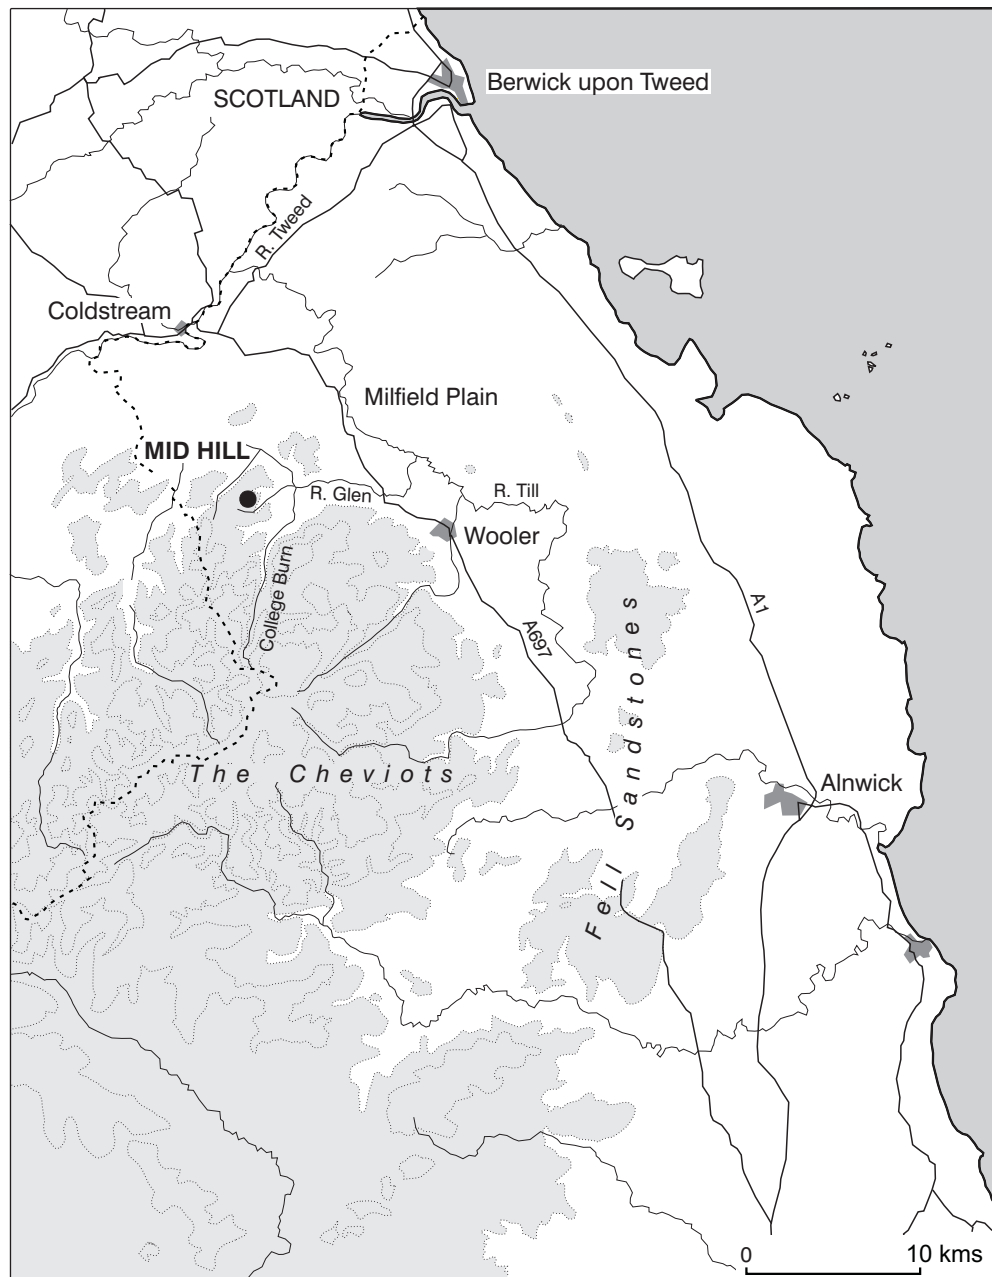 Berwick upon Tweed
SCOTLAND
R. Tweed
Coldstream
Milfield Plain
MID HILL
R. Glen
R. Till
Wooler
College Burn
A697
A1
Fell Sandstones
The Cheviots
Alnwick
0 10 kms